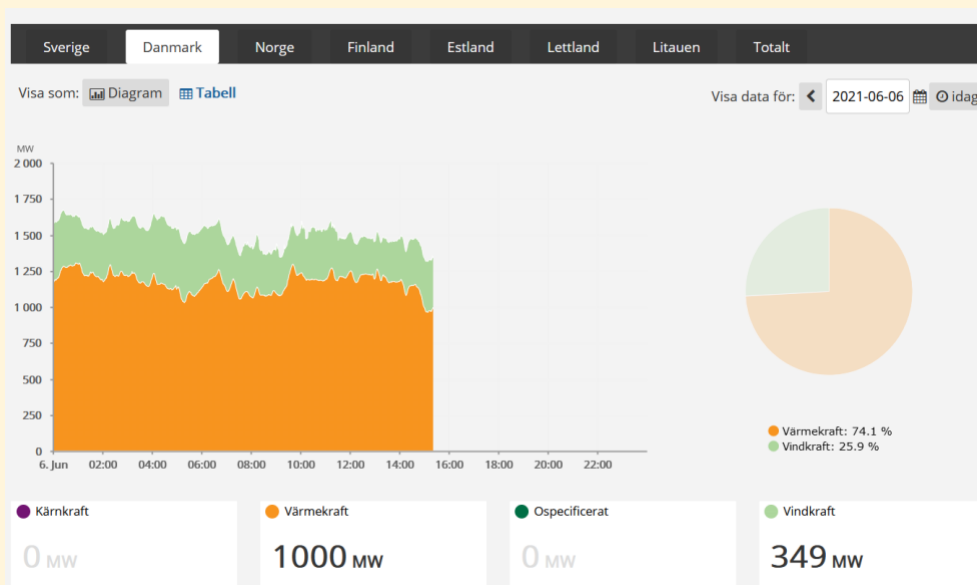 Sverige Danmark Norge Finland Estland Lettland Litauen Totalt
Visa som: Diagram Tabell Visa data för: 2021-06-06 idag
MW
2 000
1 750
1 500
1 250
1 000
750
500
250
0
6. Jun 02:00 04:00 06:00 08:00 10:00 12:00 14:00 16:00 18:00 20:00 22:00
Värmekraft: 74.1 %
Vindkraft: 25.9 %
Kärnkraft Värmekraft Ospecificerat Vindkraft
0 MW 1000 MW 0 MW 349 MW